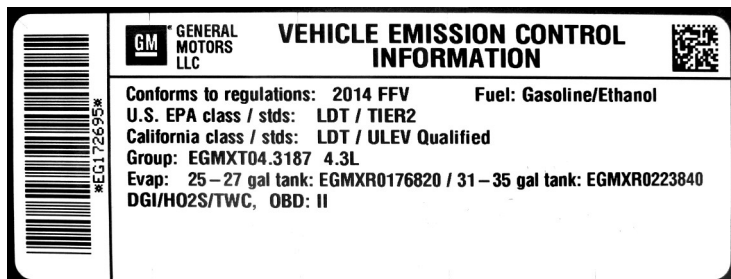 *EG172695*
GM
GENERAL
MOTORS
LLC
VEHICLE EMISSION CONTROL
INFORMATION
Conforms to regulations: 2014 FFV Fuel: Gasoline/Ethanol
U.S. EPA class / stds: LDT / TIER2
California class / stds: LDT / ULEV Qualified
Group: EGMXT04.3187 4.3L
Evap: 25–27 gal tank: EGMXR0176820 / 31–35 gal tank: EGMXR0223840
DGI/HO2S/TWC, OBD: II